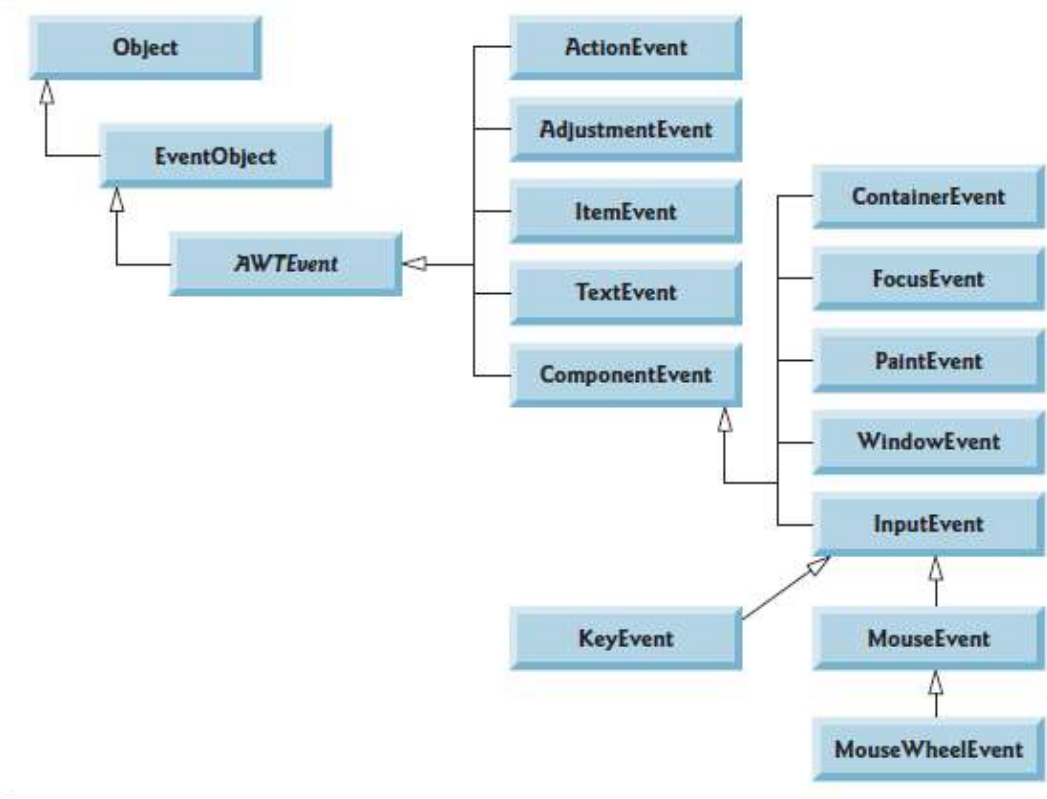 Object
EventObject
AWTEvent
ActionEvent
AdjustmentEvent
ItemEvent
TextEvent
ComponentEvent
ContainerEvent
FocusEvent
PaintEvent
WindowEvent
InputEvent
KeyEvent
MouseEvent
MouseWheelEvent